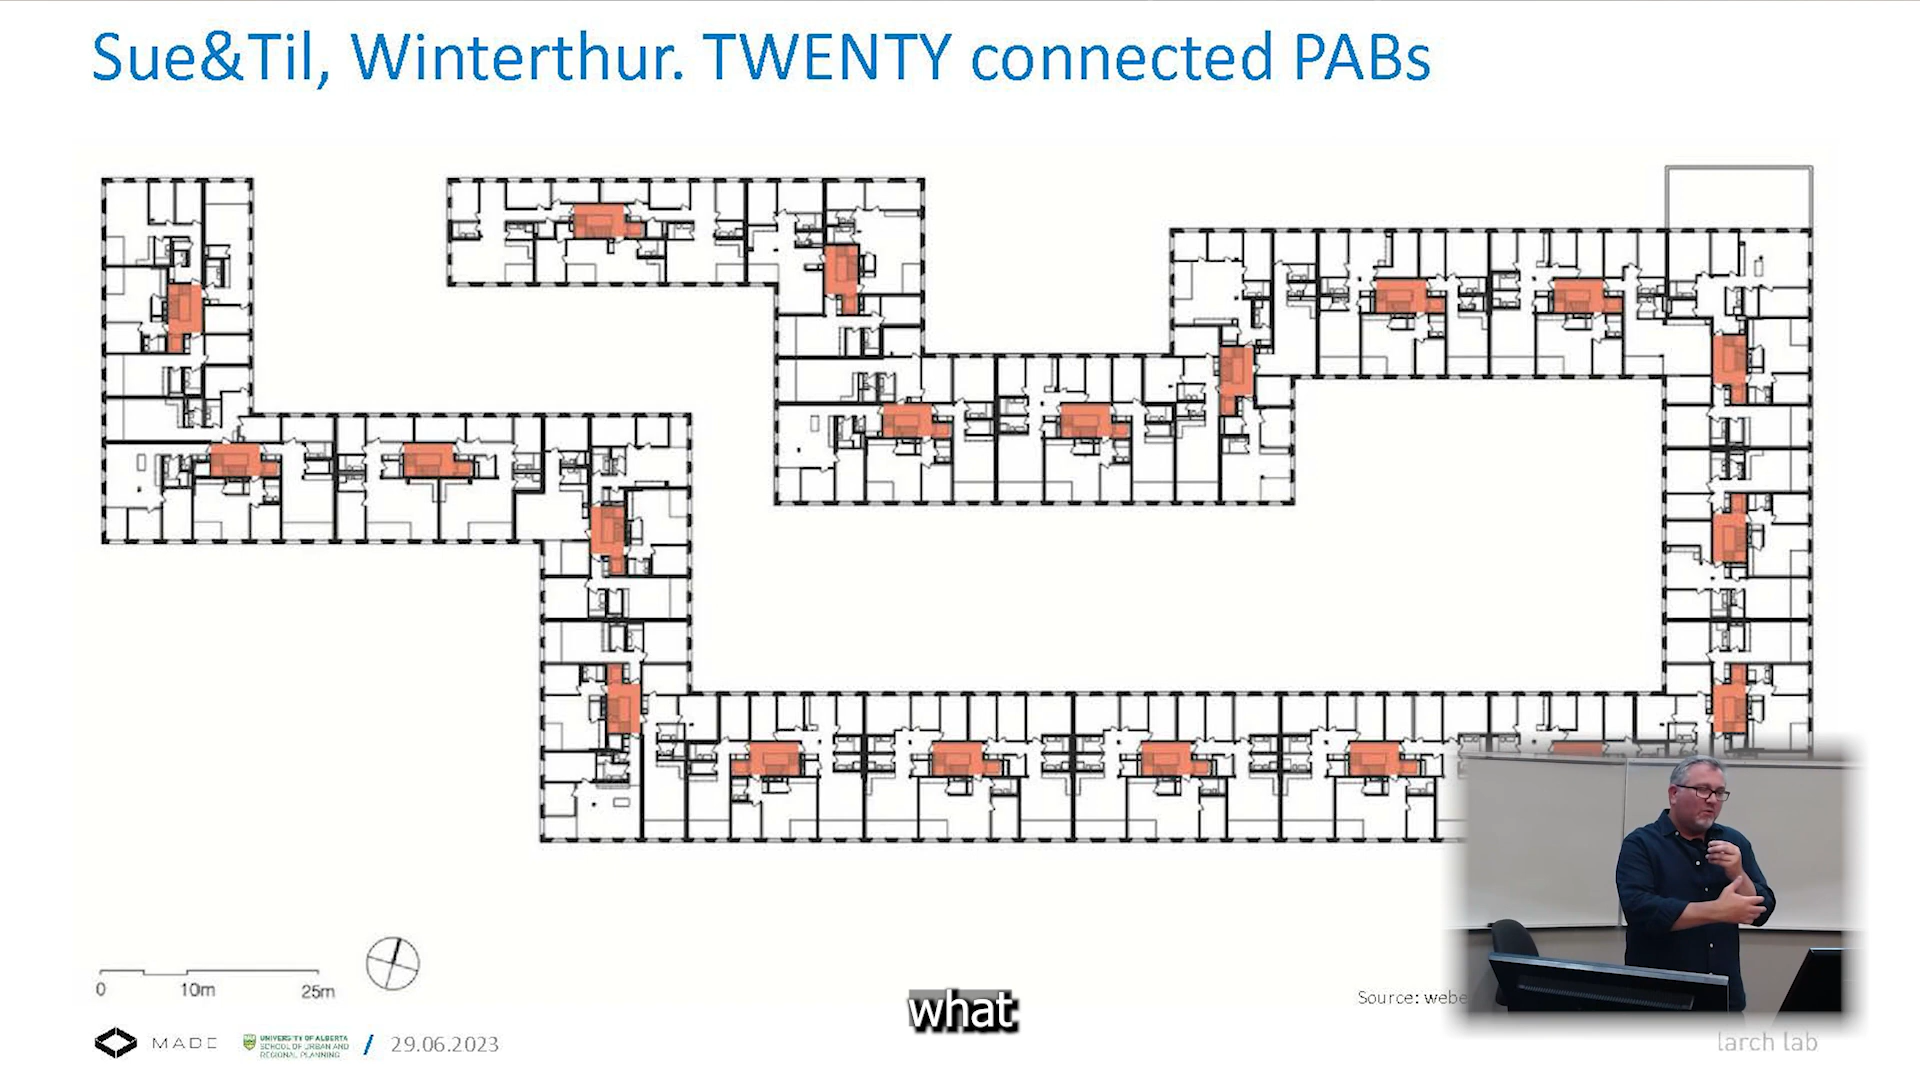 Sue&Til, Winterthur. TWENTY connected PABs
0 10m 25m
Source: webe
what
MADE
UNIVERSITY OF ALBERTA
SCHOOL OF URBAN AND
REGIONAL PLANNING
/ 29.06.2023
larch lab